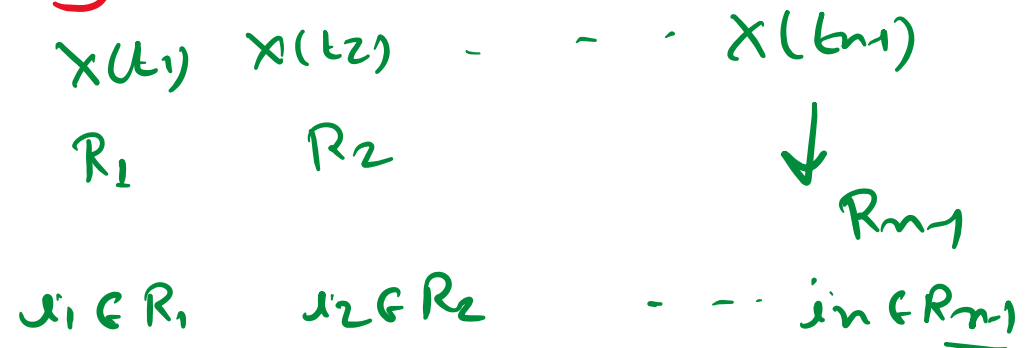 X(t1) X(t2) - - - X(tn-1)
R1 R2 ↓
Rn-1
i1 ∈ R1 i2 ∈ R2 - - - in ∈ Rn-1